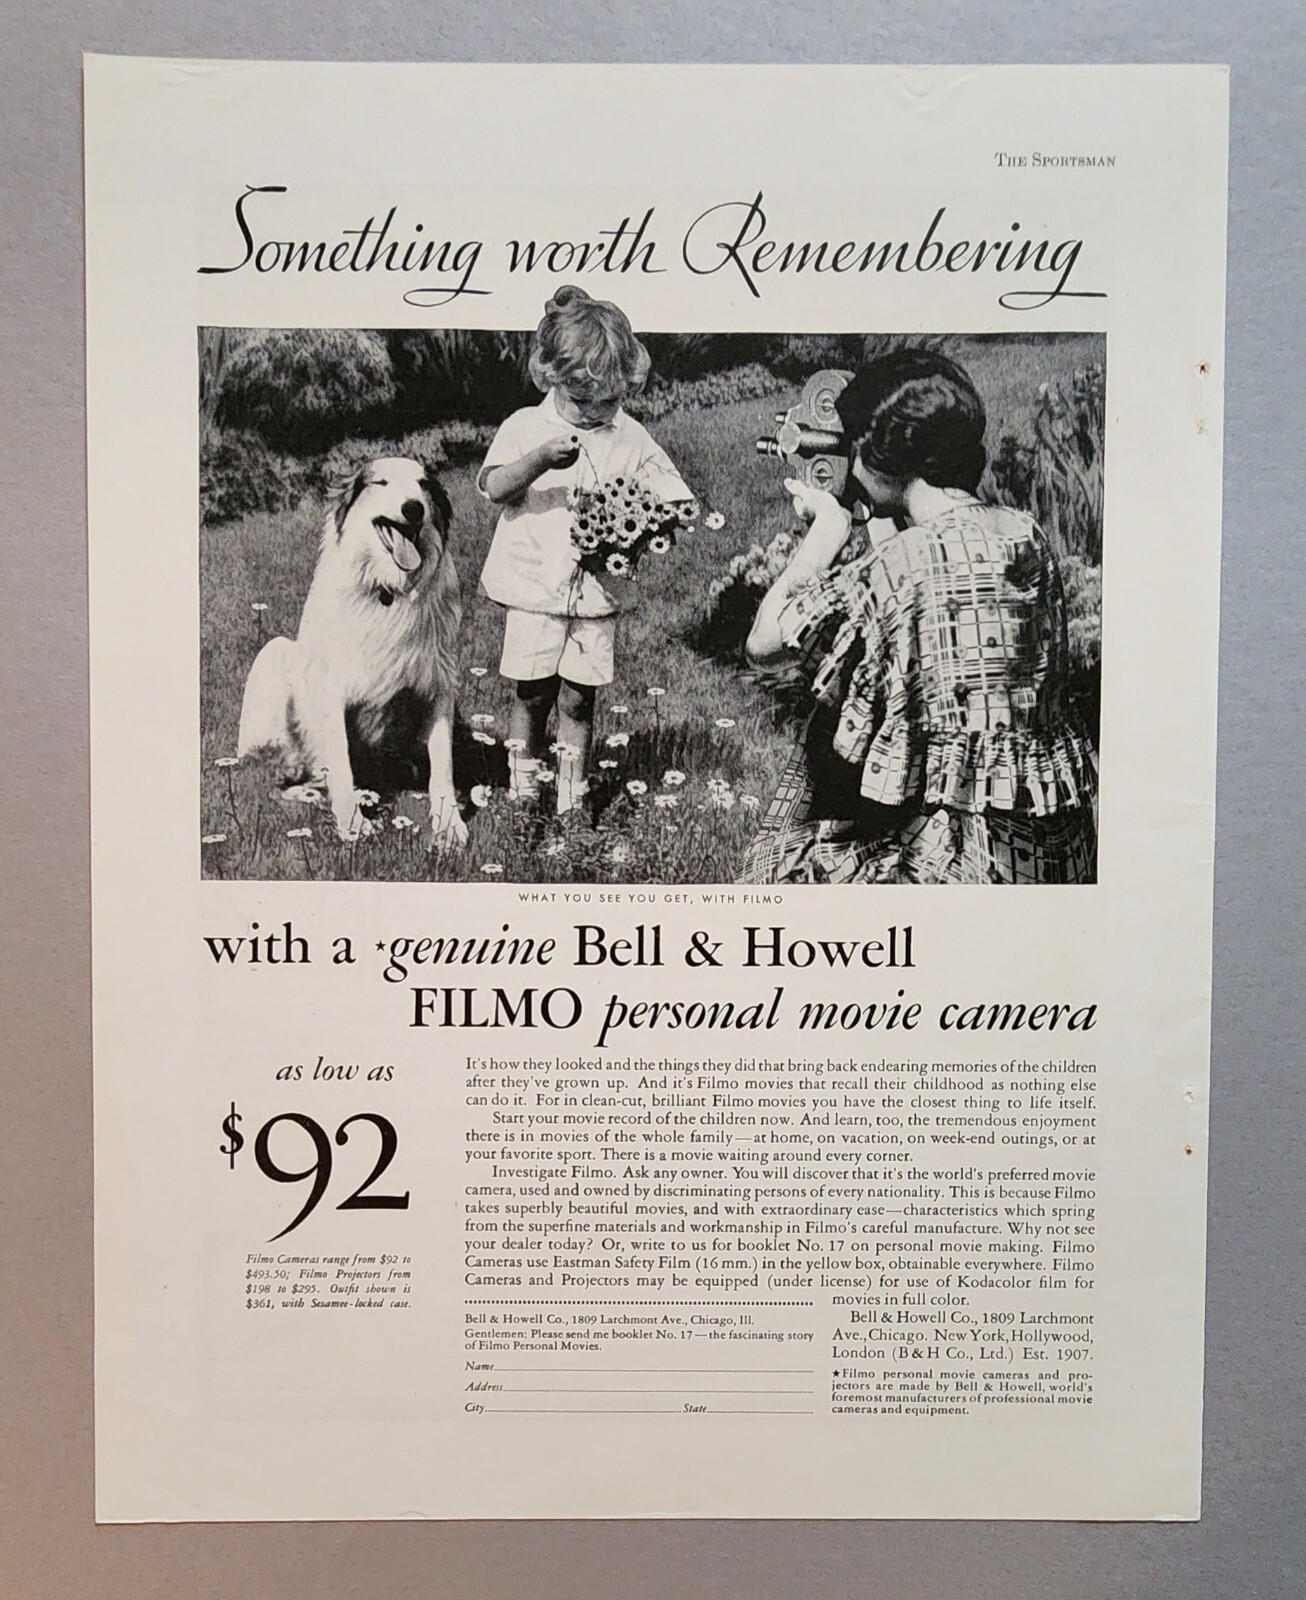 THE SPORTSMAN
Something worth Remembering
WHAT YOU SEE YOU GET, WITH FILMO
with a ★genuine Bell & Howell
FILMO personal movie camera
as low as
$92
Filmo Cameras range from $92 to
$493.50; Filmo Projectors from
$198 to $295. Outfit shown is
$361, with Sesamee-locked case.
It's how they looked and the things they did that bring back endearing memories of the children
after they've grown up. And it's Filmo movies that recall their childhood as nothing else
can do it. For in clean-cut, brilliant Filmo movies you have the closest thing to life itself.
Start your movie record of the children now. And learn, too, the tremendous enjoyment
there is in movies of the whole family—at home, on vacation, on week-end outings, or at
your favorite sport. There is a movie waiting around every corner.
Investigate Filmo. Ask any owner. You will discover that it's the world's preferred movie
camera, used and owned by discriminating persons of every nationality. This is because Filmo
takes superbly beautiful movies, and with extraordinary ease—characteristics which spring
from the superfine materials and workmanship in Filmo's careful manufacture. Why not see
your dealer today? Or, write to us for booklet No. 17 on personal movie making. Filmo
Cameras use Eastman Safety Film (16 mm.) in the yellow box, obtainable everywhere. Filmo
Cameras and Projectors may be equipped (under license) for use of Kodacolor film for
movies in full color.
Bell & Howell Co., 1809 Larchmont
Ave., Chicago. New York, Hollywood,
London (B & H Co., Ltd.) Est. 1907.
★Filmo personal movie cameras and pro-
jectors are made by Bell & Howell, world's
foremost manufacturers of professional movie
cameras and equipment.
Bell & Howell Co., 1809 Larchmont Ave., Chicago, Ill.
Gentlemen: Please send me booklet No. 17—the fascinating story
of Filmo Personal Movies.
Name
Address
City State